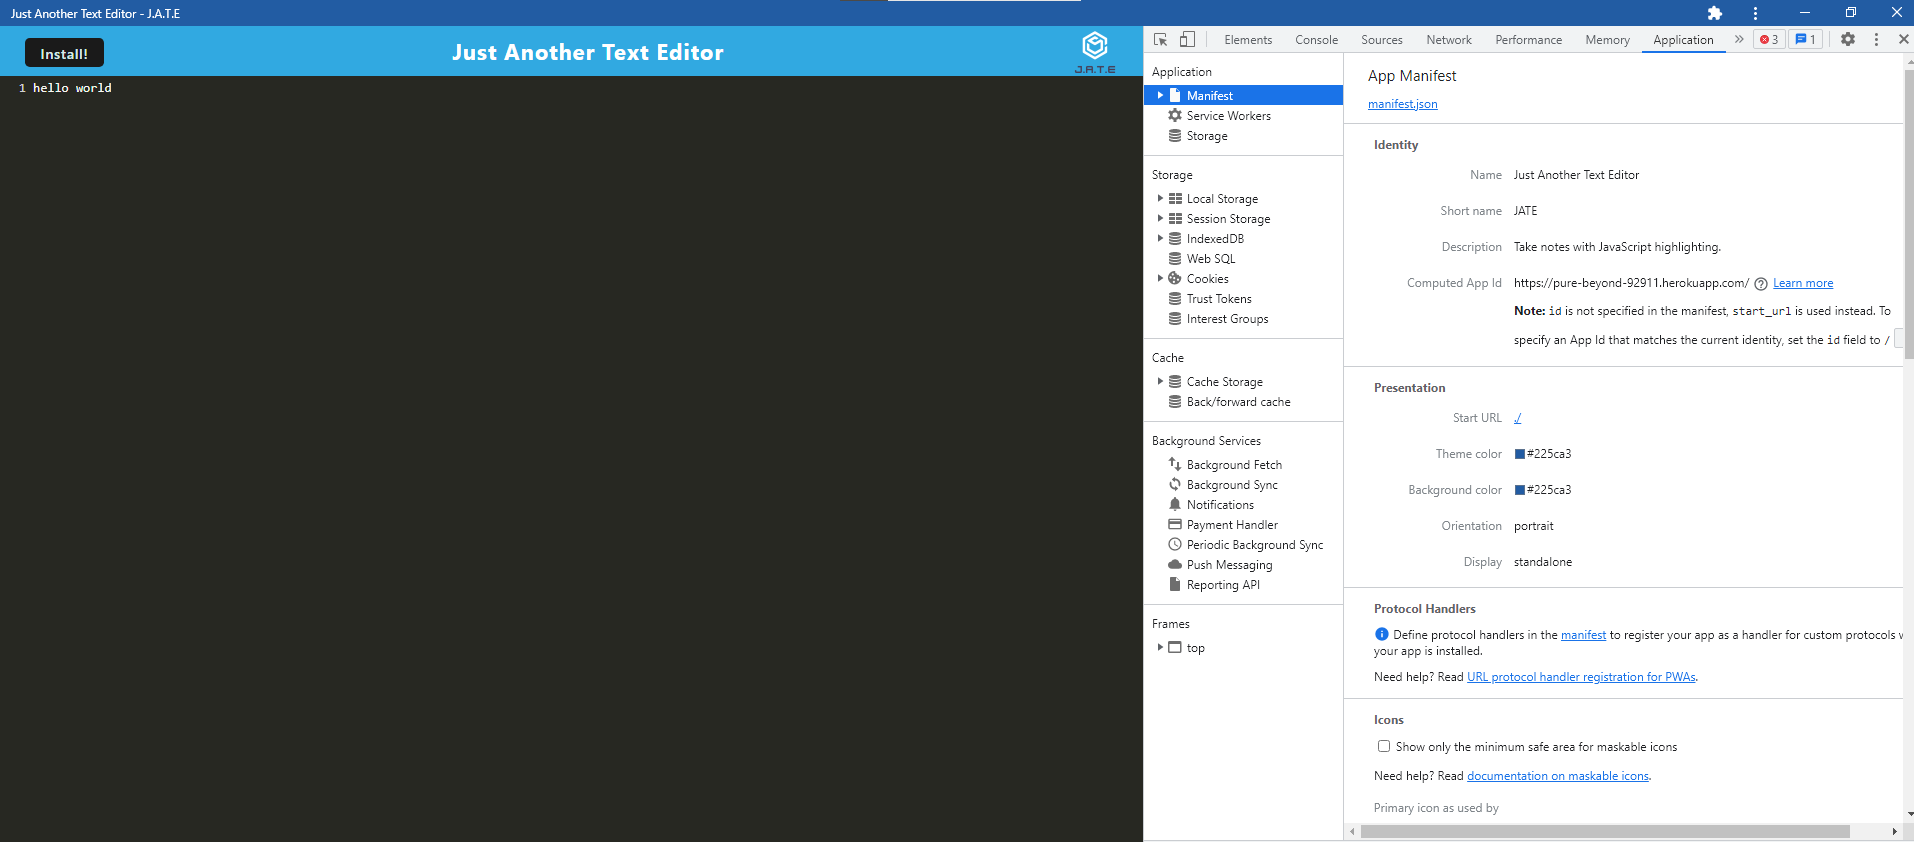 Just Another Text Editor - J.A.T.E
Install!
Just Another Text Editor
J.A.T.E
1 hello world
Elements Console Sources Network Performance Memory Application » 3 1
Application
Manifest
Service Workers
Storage
Storage
Local Storage
Session Storage
IndexedDB
Web SQL
Cookies
Trust Tokens
Interest Groups
Cache
Cache Storage
Back/forward cache
Background Services
Background Fetch
Background Sync
Notifications
Payment Handler
Periodic Background Sync
Push Messaging
Reporting API
Frames
top
App Manifest
manifest.json
Identity
Name Just Another Text Editor
Short name JATE
Description Take notes with JavaScript highlighting.
Computed App Id https://pure-beyond-92911.herokuapp.com/ ? Learn more
Note: id is not specified in the manifest, start_url is used instead. To
specify an App Id that matches the current identity, set the id field to /
Presentation
Start URL ./
Theme color #225ca3
Background color #225ca3
Orientation portrait
Display standalone
Protocol Handlers
Define protocol handlers in the manifest to register your app as a handler for custom protocols
your app is installed.
Need help? Read URL protocol handler registration for PWAs.
Icons
Show only the minimum safe area for maskable icons
Need help? Read documentation on maskable icons.
Primary icon as used by